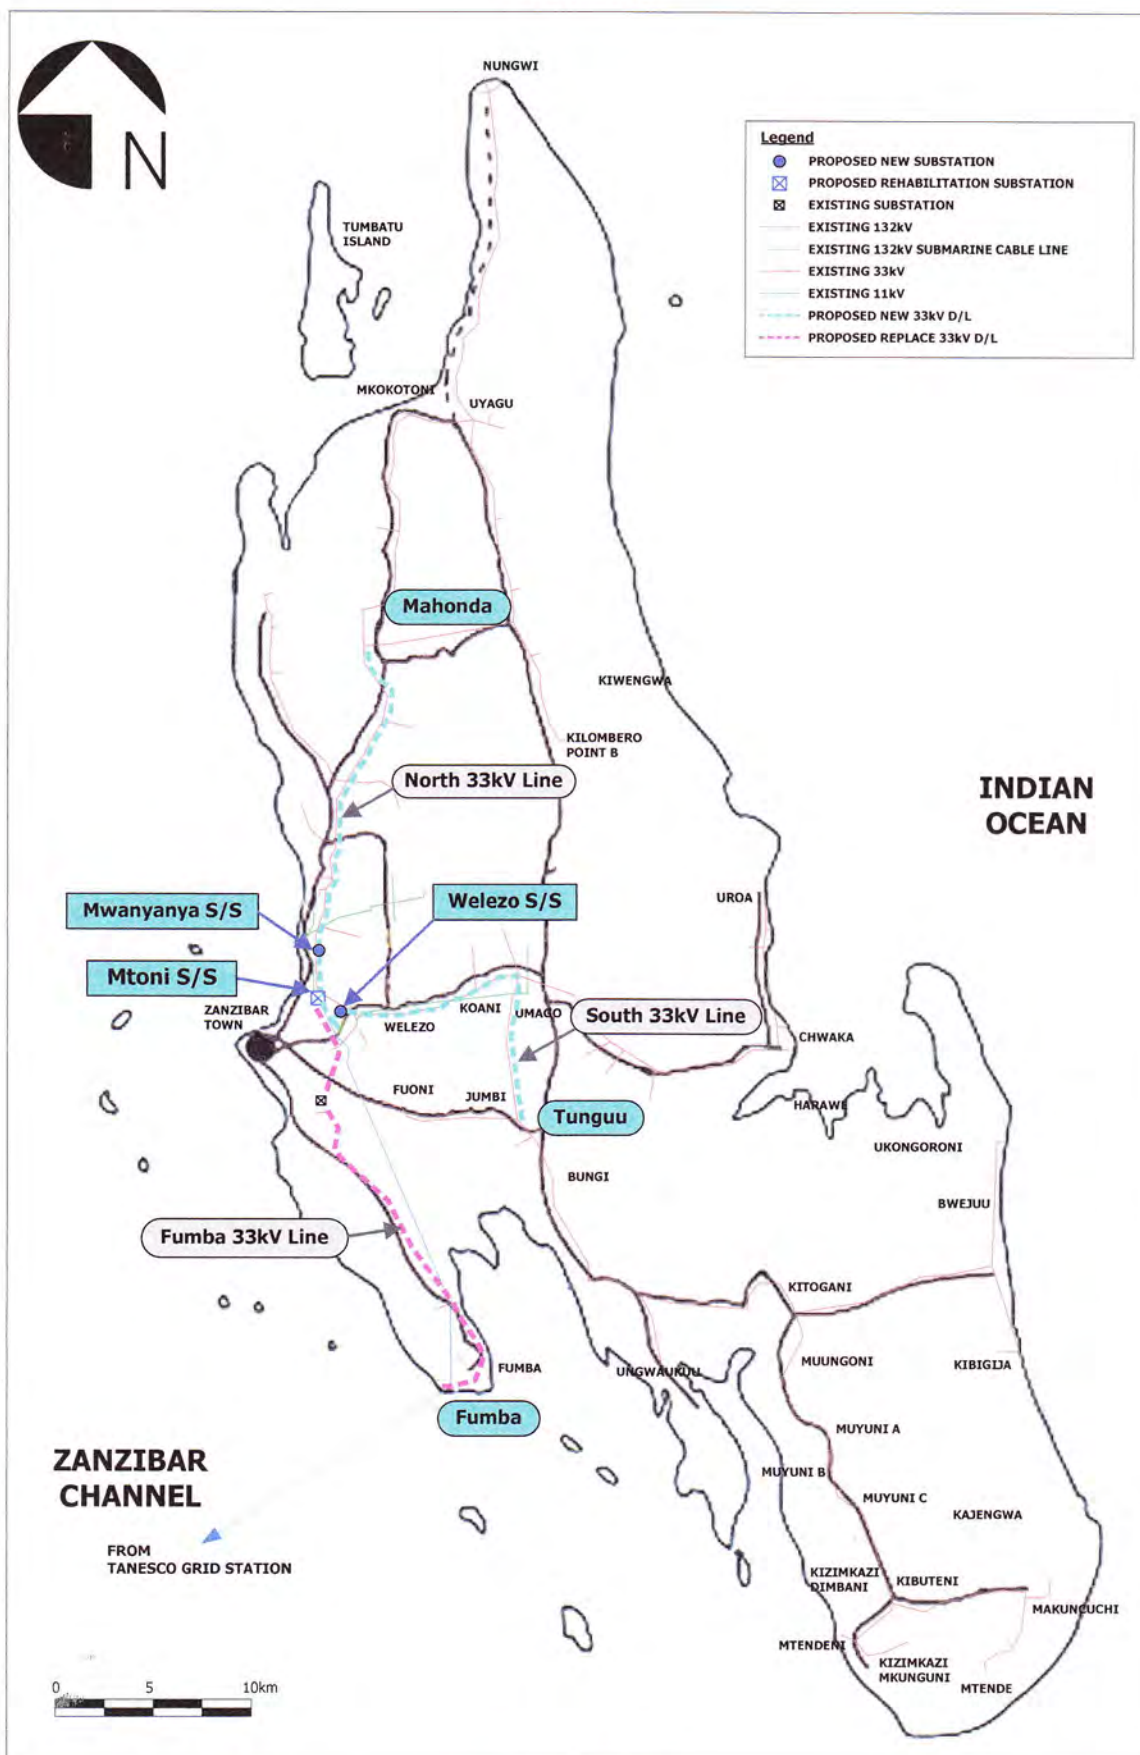 NUNGWI
N
Legend
PROPOSED NEW SUBSTATION
PROPOSED REHABILITATION SUBSTATION
EXISTING SUBSTATION
EXISTING 132kV
EXISTING 132kV SUBMARINE CABLE LINE
EXISTING 33kV
EXISTING 11kV
PROPOSED NEW 33kV D/L
PROPOSED REPLACE 33kV D/L
TUMBATU
ISLAND
MKOKOTONI
UYAGU
Mahonda
KIWENGWA
KILOMBERO
POINT B
North 33kV Line
INDIAN
OCEAN
Mwanyanya S/S
Welezo S/S
UROA
Mtoni S/S
ZANZIBAR
TOWN
WELEZO
KOANI
South 33kV Line
CHWAKA
FUONI
JUMBI
Tunguu
HARAWE
UKONGORONI
BUNGI
BWEJUU
Fumba 33kV Line
KITOGANI
FUMBA
UNGWAUKUU
MUUNGONI
KIBIGIJA
Fumba
MUYUNI A
ZANZIBAR
CHANNEL
MUYUNI B
MUYUNI C
KAJENGWA
FROM
TANESCO GRID STATION
KIZIMKAZI
DIMBANI
KIBUTENI
MTENDENI
KIZIMKAZI
MKUNGUNI
MTENDE
0 5 10km